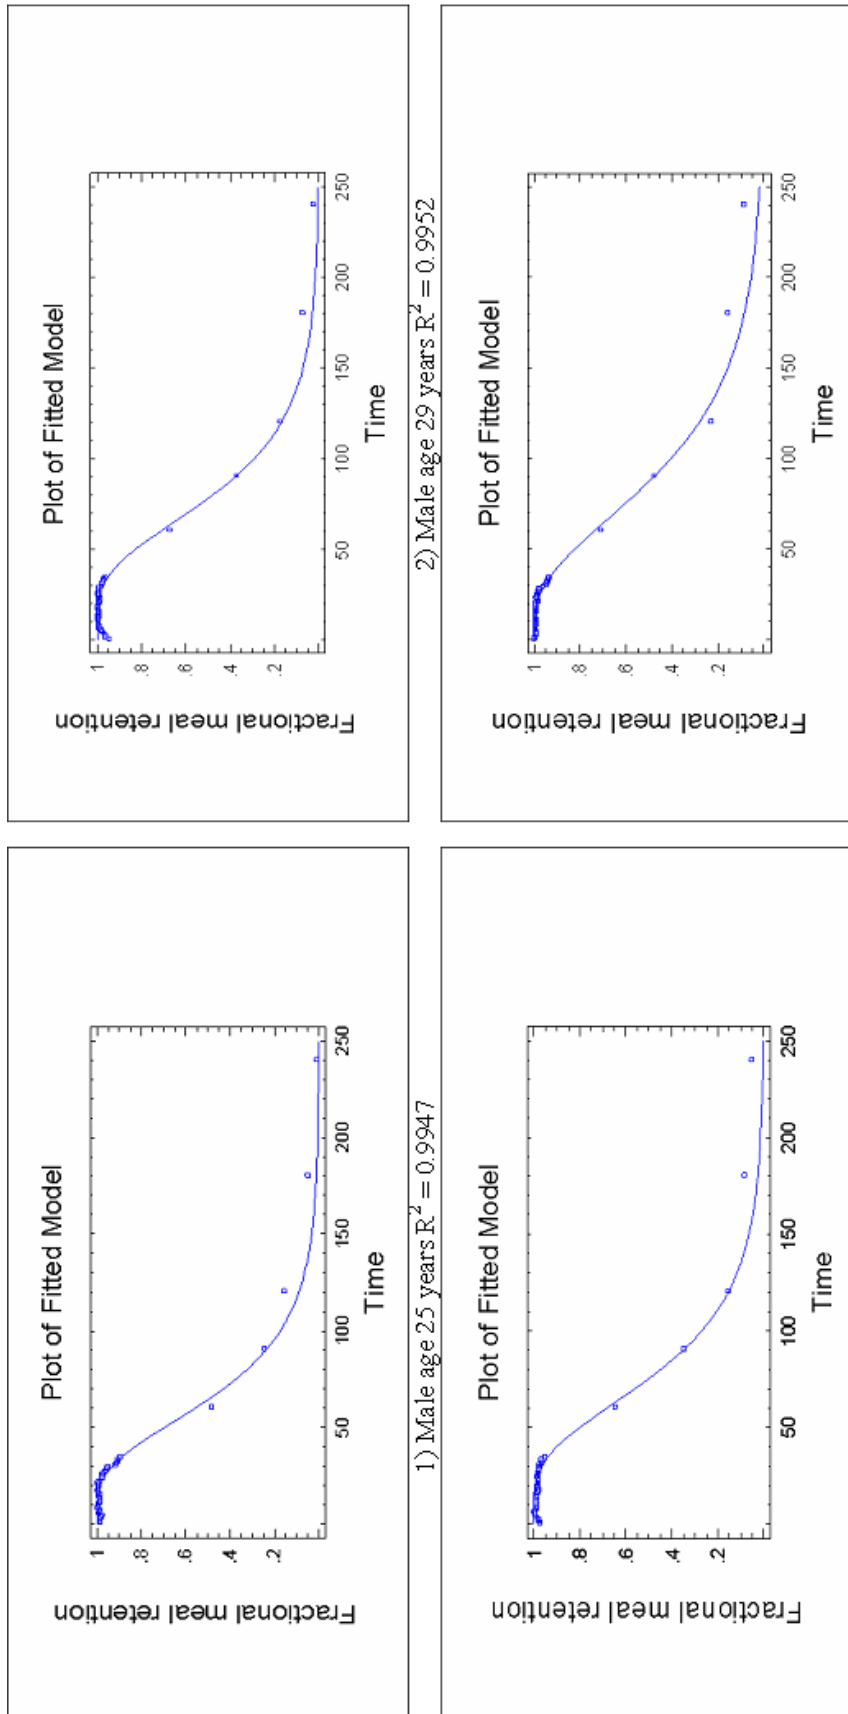 Plot of Fitted Model
Fractional meal retention
1
.8
.6
.4
.2
50 100 150 200 250
Time
1) Male age 25 years R² = 0.9947
Plot of Fitted Model
Fractional meal retention
1
.8
.6
.4
.2
50 100 150 200 250
Time
2) Male age 29 years R² = 0.9952
Plot of Fitted Model
Fractional meal retention
1
.8
.6
.4
.2
50 100 150 200 250
Time
Plot of Fitted Model
Fractional meal retention
1
.8
.6
.4
.2
50 100 150 200 250
Time